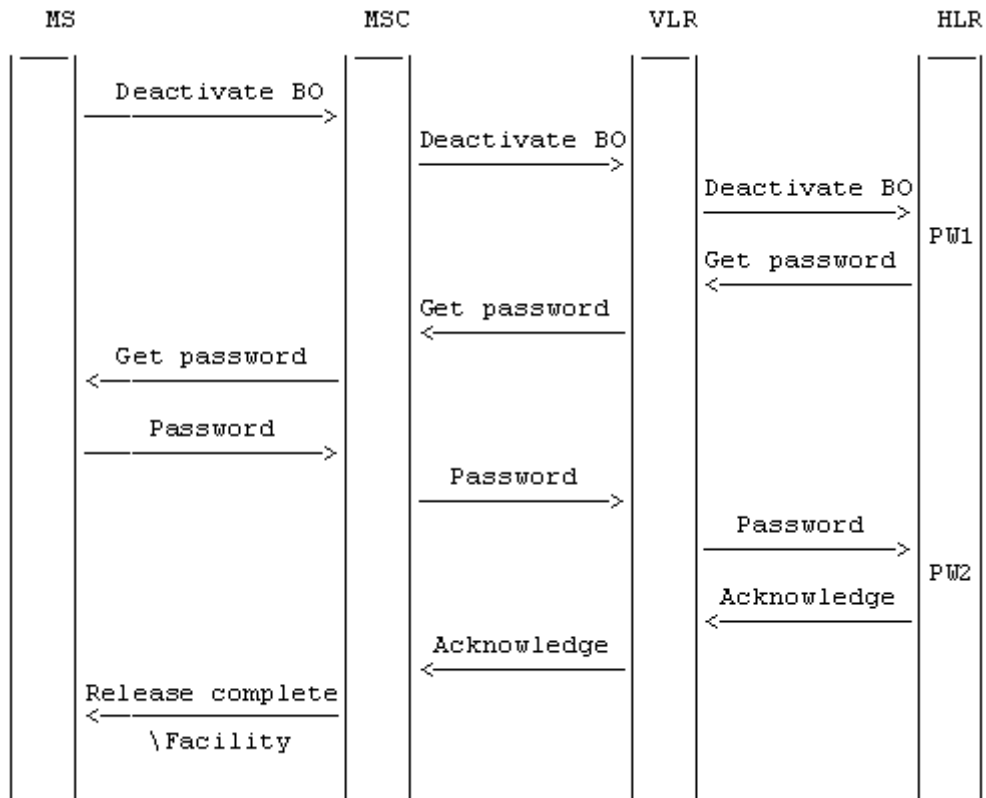 MS MSC VLR HLR
Deactivate BO
Deactivate BO
Deactivate BO
PW1
Get password
Get password
Get password
Password
Password
Password
PW2
Acknowledge
Acknowledge
Release complete
\Facility